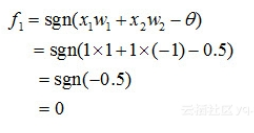 f₁ = sgn(x₁w₁ + x₂w₂ − θ)
= sgn(1×1+1×(−1)−0.5)
= sgn(−0.5)
= 0